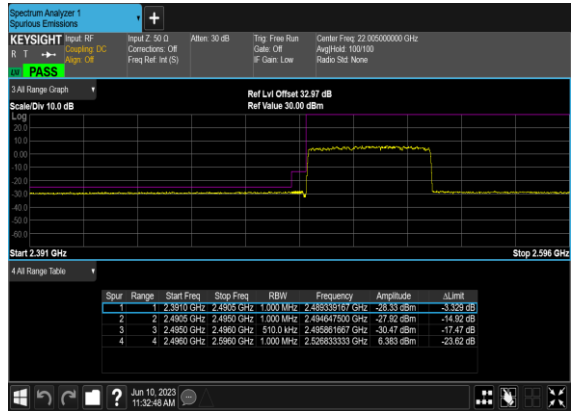 Spectrum Analyzer 1
Spurious Emissions
+
KEYSIGHT Input: RF Input Z: 50 Ω Atten: 30 dB Trig: Free Run Center Freq: 22.005000000 GHz
R T Coupling: DC Corrections: Off Gate: Off Avg|Hold: 100/100
Align: Off Freq Ref: Int (S) IF Gain: Low Radio Std: None
PASS
3 All Range Graph
Ref Lvl Offset 32.97 dB
Scale/Div 10.0 dB Ref Value 30.00 dBm
Log
20.0
10.0
0.00
-10.0
-20.0
-30.0
-40.0
-50.0
-60.0
Start 2.391 GHz Stop 2.596 GHz
4 All Range Table
Spur Range Start Freq Stop Freq RBW Frequency Amplitude ΔLimit
1 1 2.3910 GHz 2.4905 GHz 1.000 MHz 2.489339167 GHz -28.33 dBm -3.329 dB
2 2 2.4905 GHz 2.4950 GHz 1.000 MHz 2.494647500 GHz -27.92 dBm -14.92 dB
3 3 2.4950 GHz 2.4960 GHz 510.0 kHz 2.495861667 GHz -30.47 dBm -17.47 dB
4 4 2.4960 GHz 2.5960 GHz 1.000 MHz 2.526833333 GHz 6.383 dBm -23.62 dB
?
Jun 10, 2023
11:32:48 AM